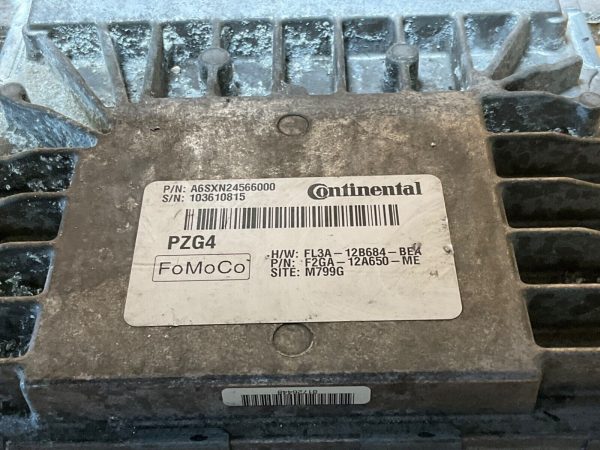 P/N: A6SXN24566000
S/N: 103610815
Continental
PZG4
FoMoCo
H/W: FL3A-12B684-BEA
P/N: F2GA-12A650-ME
SITE: M799G